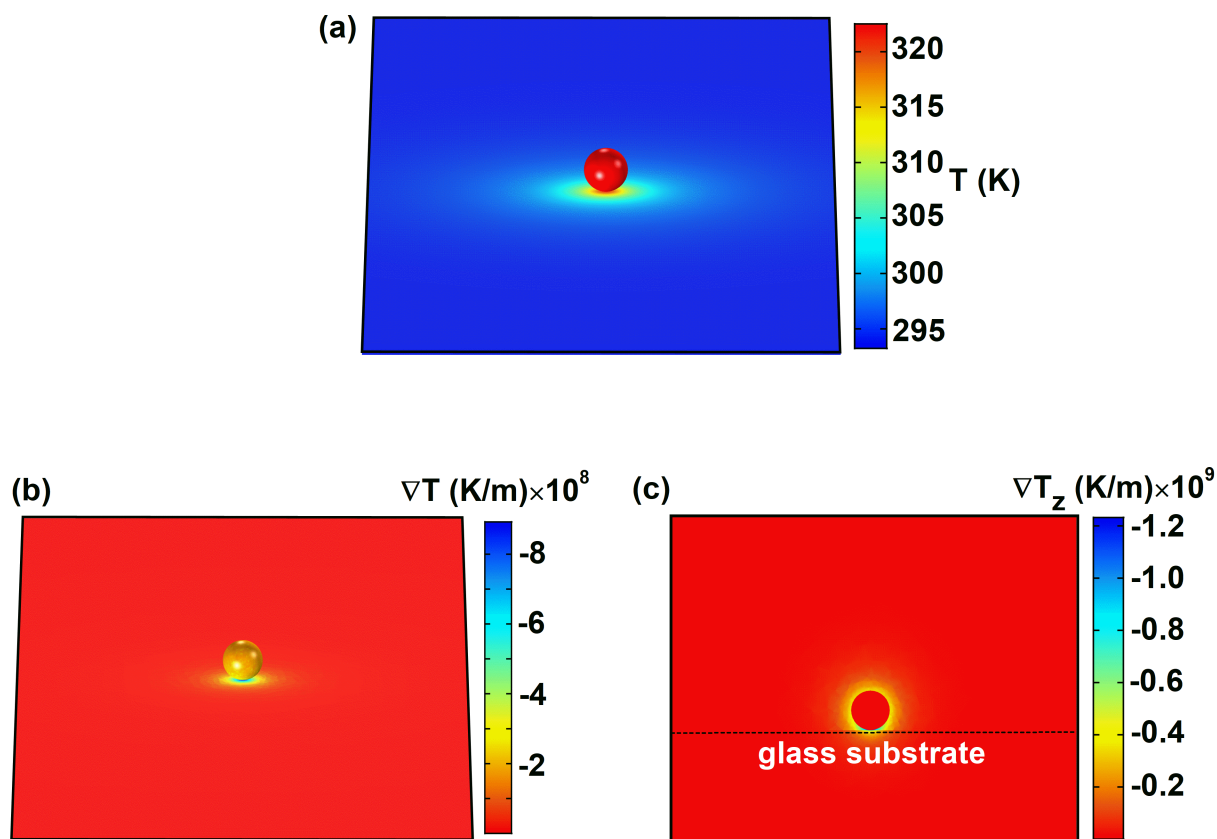 (a)
320
315
310
T (K)
305
300
295
(b)
∇T (K/m)×10⁸
-8
-6
-4
-2
(c)
∇T_z (K/m)×10⁹
-1.2
-1.0
-0.8
-0.6
-0.4
-0.2
glass substrate